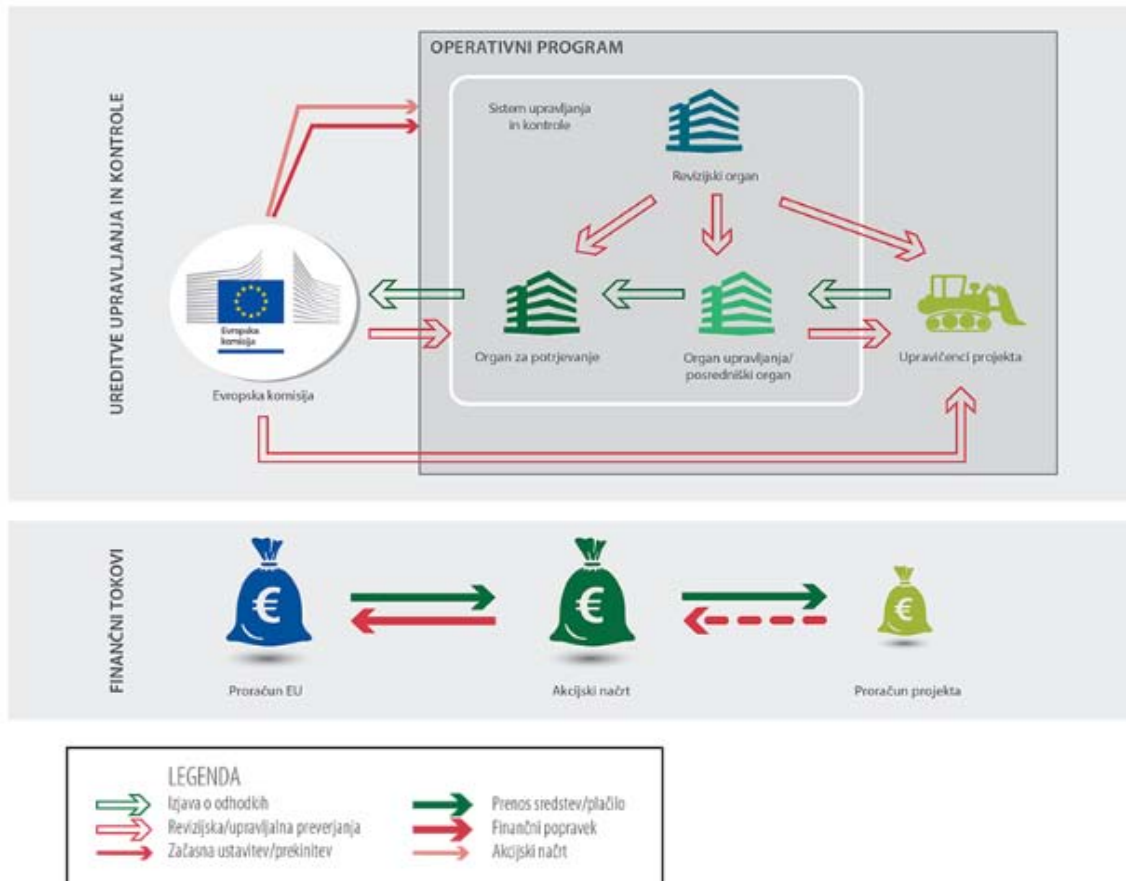 UREDITVE UPRAVLJANJA IN KONTROLE
OPERATIVNI PROGRAM
Sistem upravljanja
in kontrole
Revizijski organ
Evropska
komisija
Evropska komisija
Organ za potrjevanje
Organ upravljanja/
posredniški organ
Upravičenci projekta
FINANČNI TOKOVI
€
€
€
Proračun EU
Akcijski načrt
Proračun projekta
LEGENDA
Izjava o odhodkih
Revizijska/upravljalna preverjanja
Začasna ustavitev/prekinitev
Prenos sredstev/plačilo
Finančni popravek
Akcijski načrt